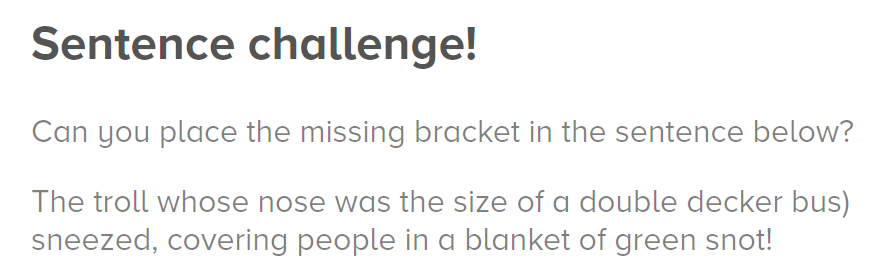 Sentence challenge!
Can you place the missing bracket in the sentence below?
The troll whose nose was the size of a double decker bus)
sneezed, covering people in a blanket of green snot!